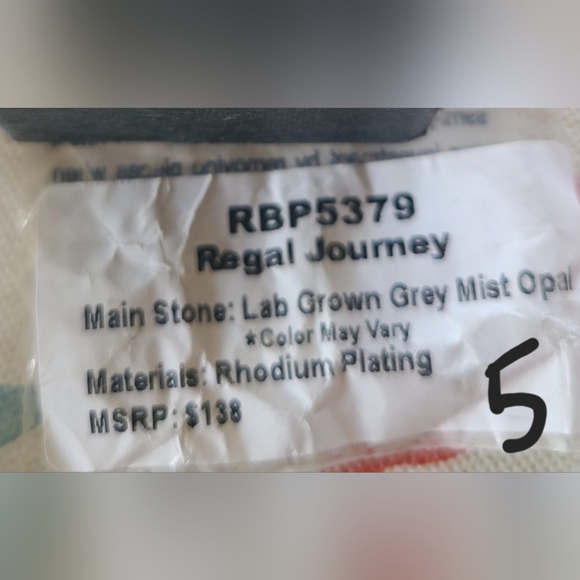 RBP5379
Regal Journey
Main Stone: Lab Grown Grey Mist Opal
*Color May Vary
Materials: Rhodium Plating
MSRP: $138
5